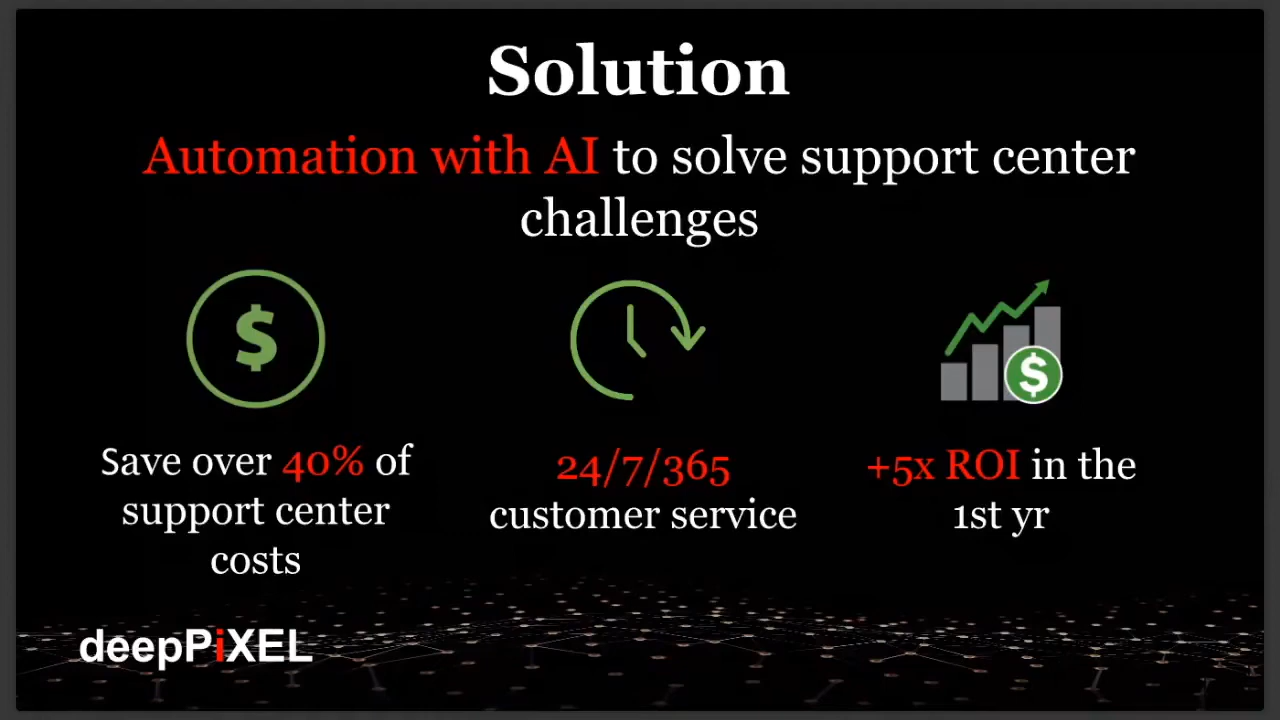 Solution
Automation with AI to solve support center
challenges
$
$
Save over 40% of
support center
costs
24/7/365
customer service
+5x ROI in the
1st yr
deepPiXEL